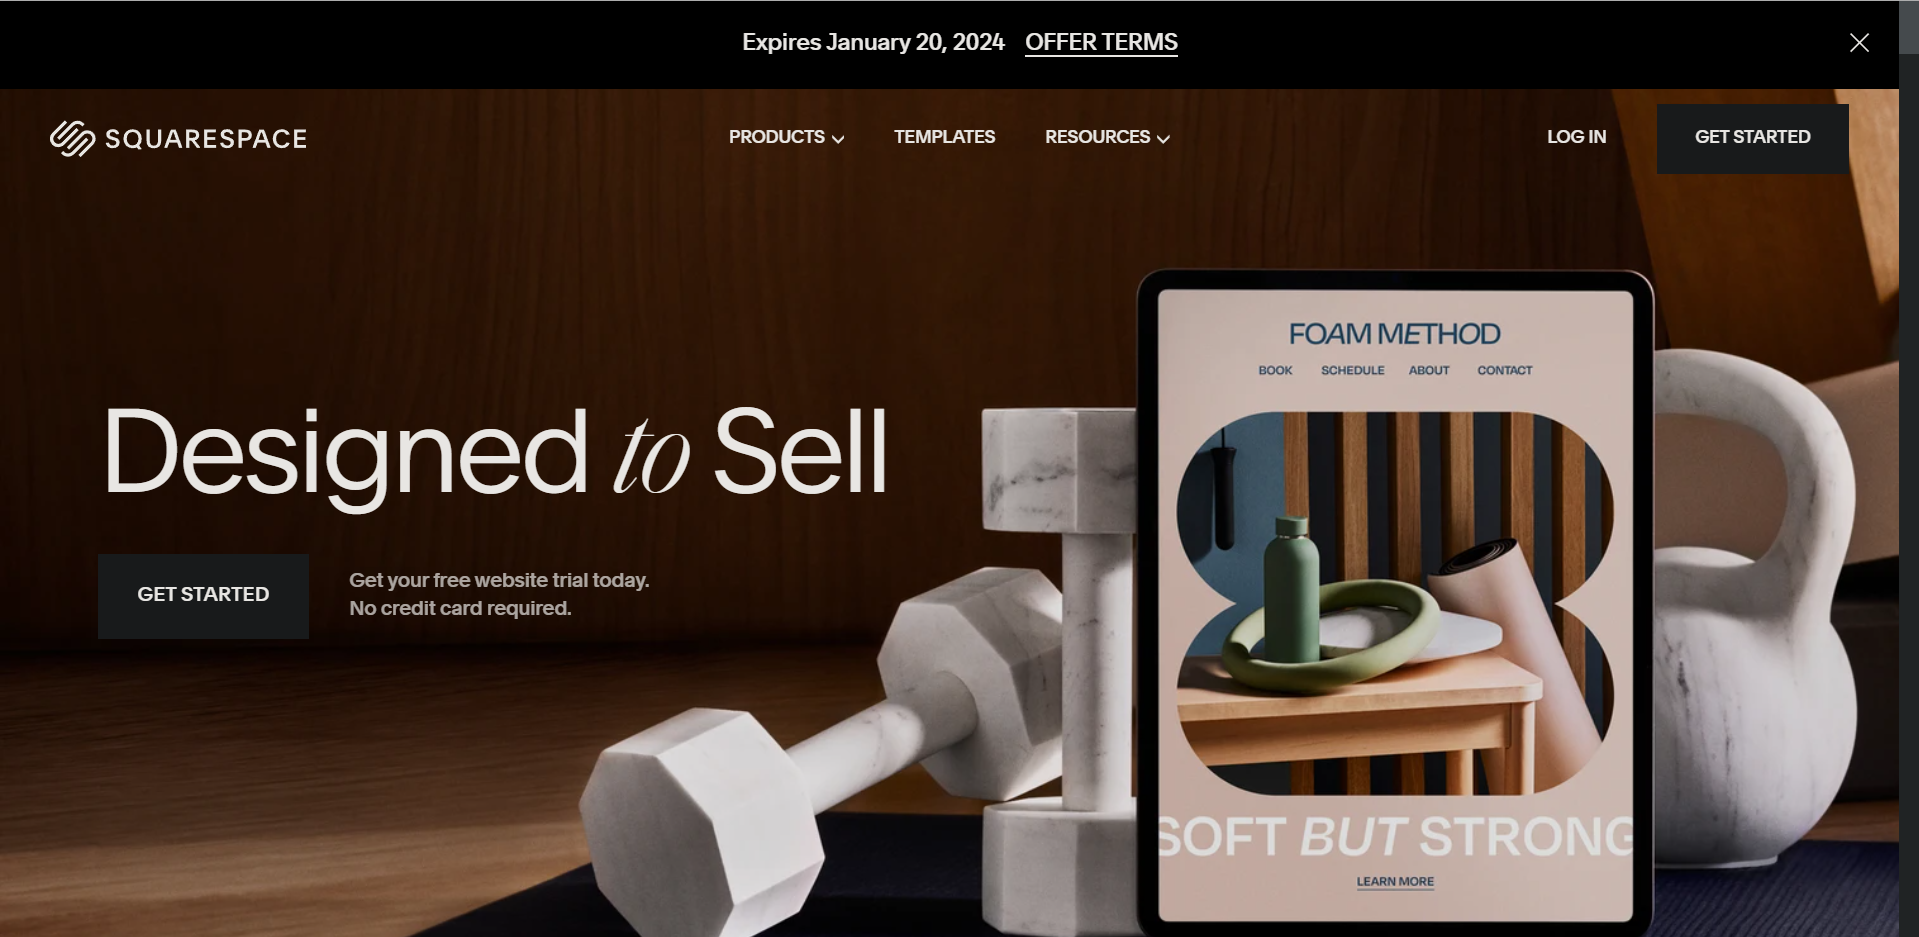 Expires January 20, 2024 OFFER TERMS
SQUARESPACE PRODUCTS TEMPLATES RESOURCES LOG IN GET STARTED
Designed to Sell
GET STARTED
Get your free website trial today.
No credit card required.
FOAM METHOD
BOOK SCHEDULE ABOUT CONTACT
SOFT BUT STRONG
LEARN MORE